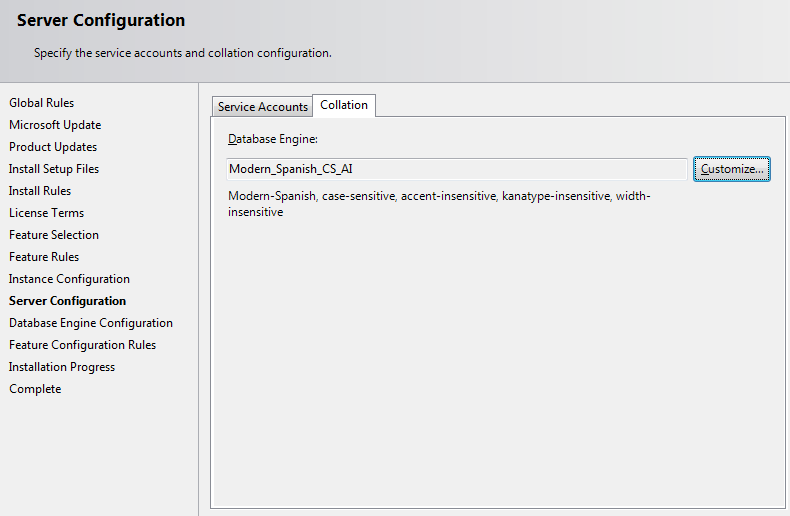 Server Configuration
Specify the service accounts and collation configuration.
Global Rules
Microsoft Update
Product Updates
Install Setup Files
Install Rules
License Terms
Feature Selection
Feature Rules
Instance Configuration
Server Configuration
Database Engine Configuration
Feature Configuration Rules
Installation Progress
Complete
Service Accounts
Collation
Database Engine:
Modern_Spanish_CS_AI
Customize...
Modern-Spanish, case-sensitive, accent-insensitive, kanatype-insensitive, width-
insensitive